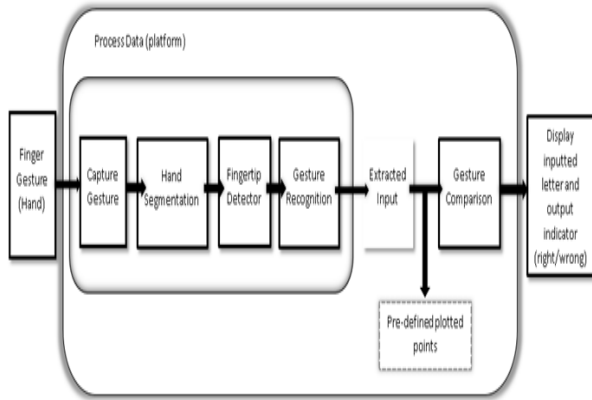 Process Data (platform)
Finger
Gesture
(Hand)
Capture
Gesture
Hand
Segmentation
Fingertip
Detector
Gesture
Recognition
Extracted
Input
Gesture
Comparison
Display
inputted
letter and
output
indicator
(right/wrong)
Pre-defined plotted
points